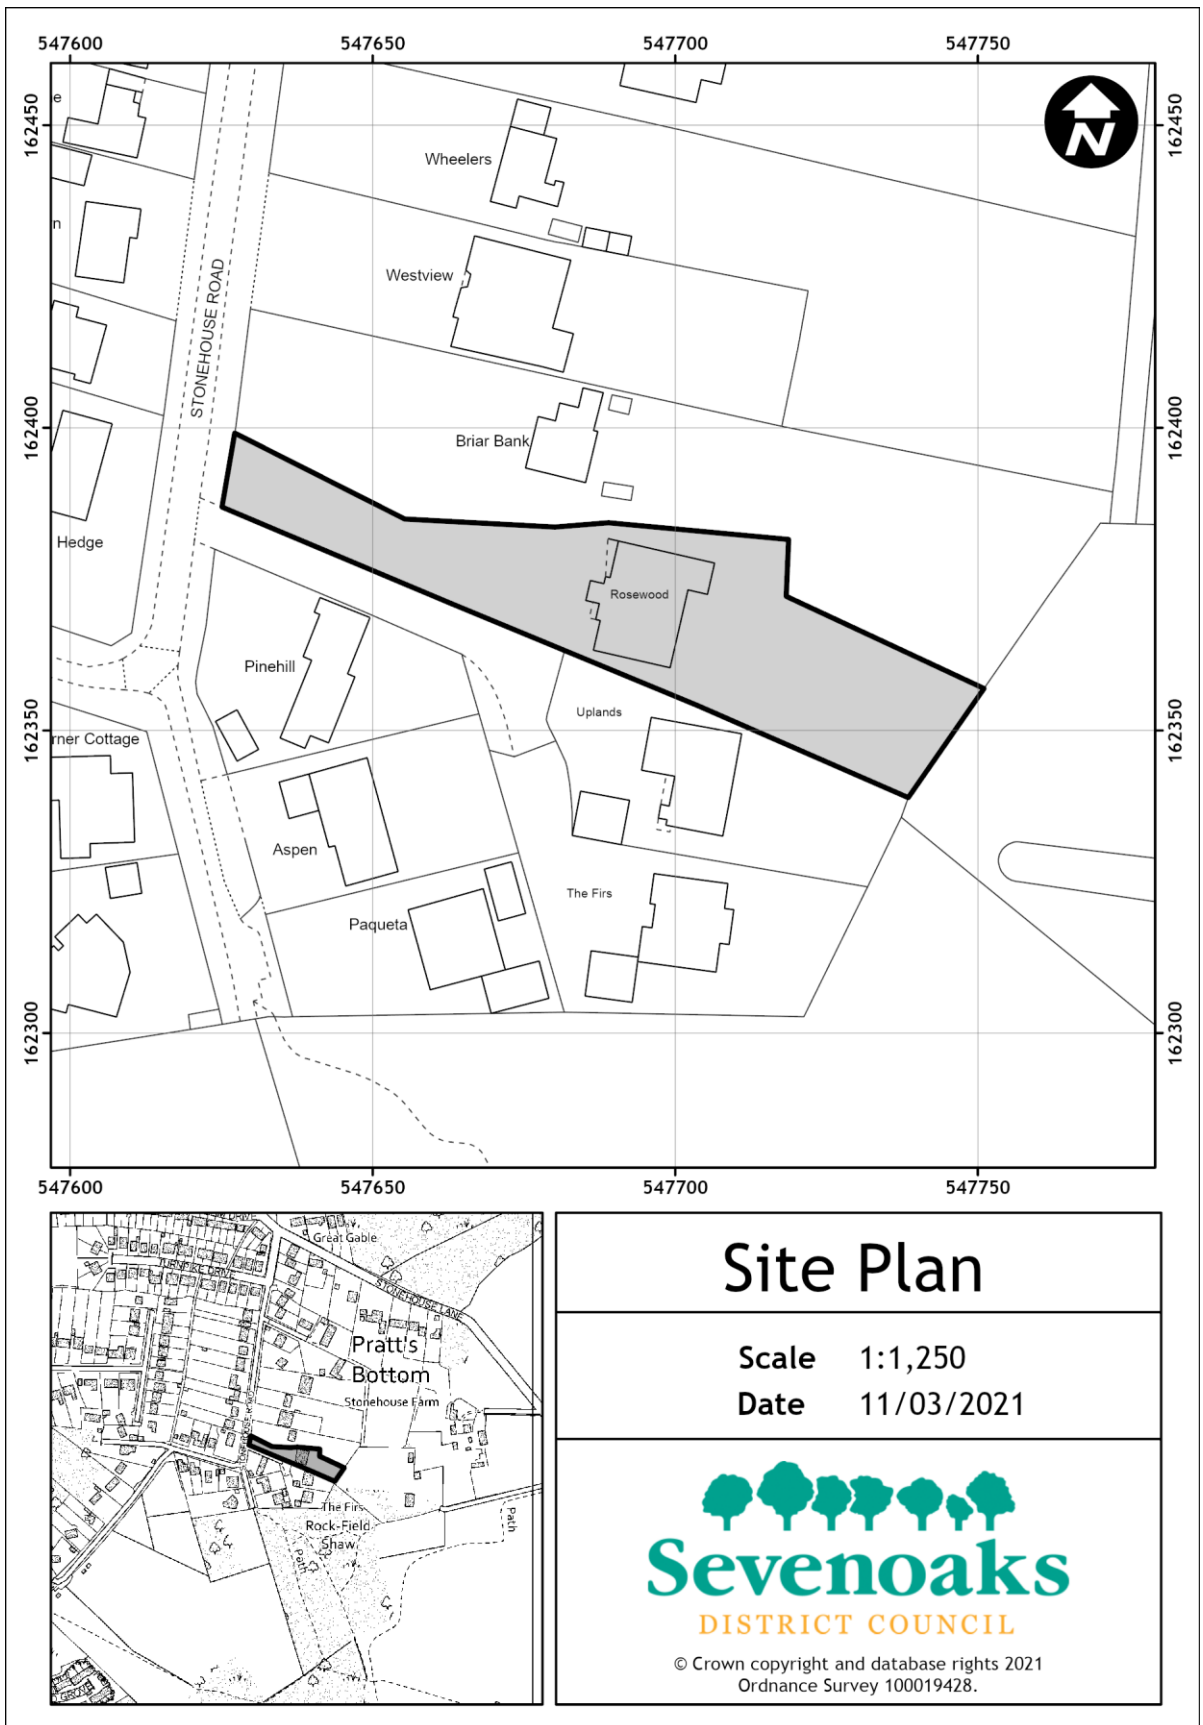 547600 547650 547700 547750
162450 162450
Wheelers
Westview
STONEHOUSE ROAD
162400 162400
Briar Bank
Hedge
Rosewood
Pinehill
Uplands
162350 162350
rner Cottage
Aspen
The Firs
Paqueta
162300 162300
547600 547650 547700 547750
Great Gable
STONEHOUSE LANE
Pratt's
Bottom
Stonehouse Farm
The Firs
Rock-Field
Shaw
Path
Path
Site Plan
Scale 1:1,250
Date 11/03/2021
Sevenoaks
DISTRICT COUNCIL
© Crown copyright and database rights 2021
Ordnance Survey 100019428.
N
e
n